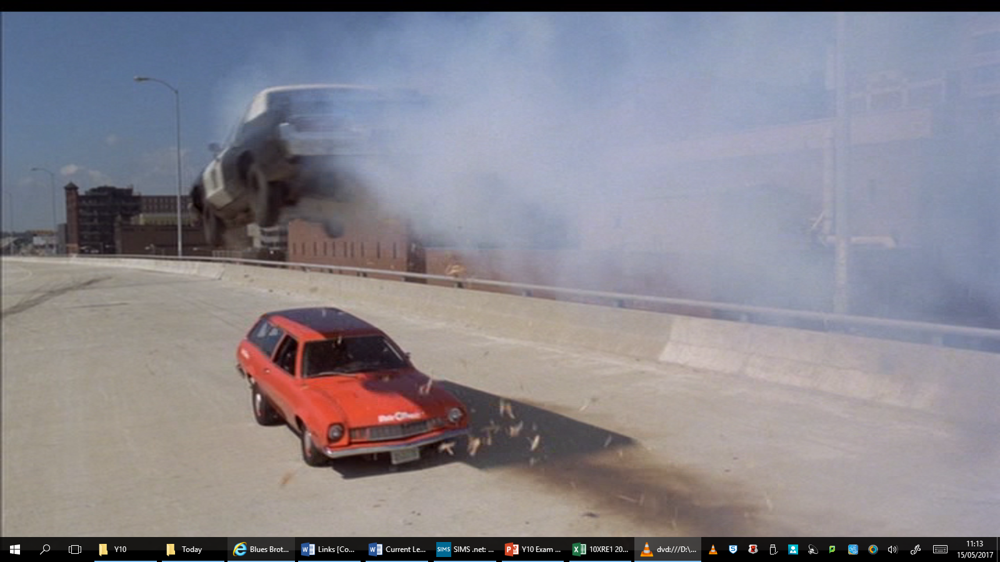 Y10
Today
Blues Brot...
Links [Co...
Current Le...
SIMS
SIMS .net: ...
Y10 Exam ...
10XRE1 20...
dvd:///D:\...
11:13
15/05/2017